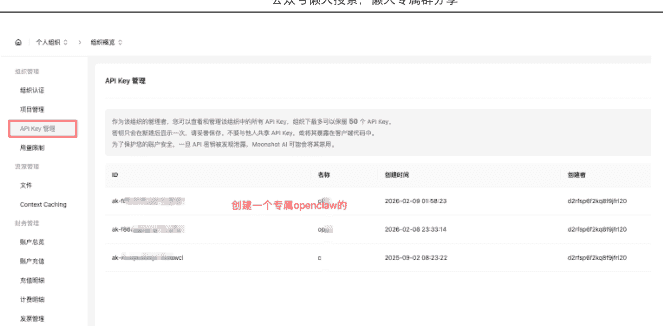 公众号懒人搜索，懒人专属群分享
个人组织 > 组织概览
组织管理
组织认证
项目管理
API Key 管理
用量限制
资源管理
文件
Context Caching
财务管理
账户总览
账户充值
充值明细
计费明细
发票管理
API Key 管理
作为该组织的管理者，您可以查看和管理该组织中的所有 API Key，组织下最多可以保留 50 个 API Key。
密钥只会在新建后显示一次，请妥善保存，不要与他人共享 API Key，或将其暴露在客户端代码中。
为了保护您的账户安全，一旦 API 密钥被发现泄露，Moonshot AI 可能会将其禁用。
ID 名称 创建时间 创建者
2026-02-09 01:58:23
创建一个专属openclaw的
2026-02-08 23:33:14
c 2025-09-02 08:23:22